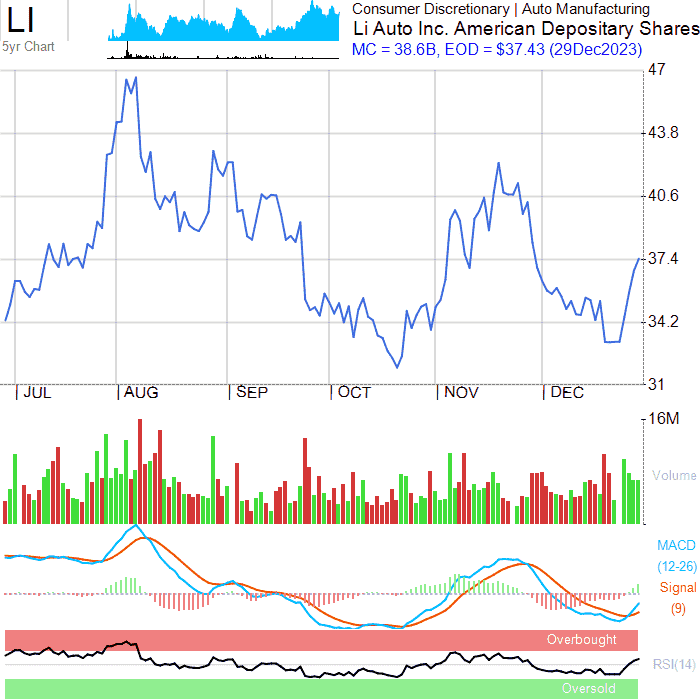 LI
5yr Chart
Consumer Discretionary | Auto Manufacturing
Li Auto Inc. American Depositary Shares
MC = 38.6B, EOD = $37.43 (29Dec2023)
47
43.8
40.6
37.4
34.2
31
JUL AUG SEP OCT NOV DEC
16M
Volume
MACD
(12-26)
Signal
(9)
Overbought
RSI(14)
Oversold